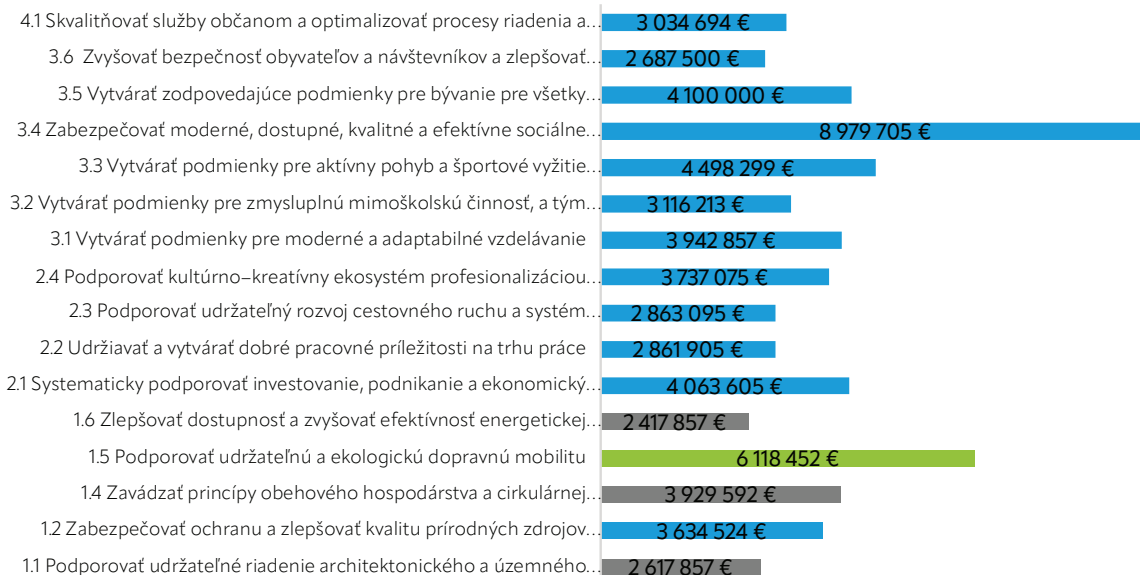 4.1 Skvalitňovať služby občanom a optimalizovať procesy riadenia a... 3 034 694 €
3.6 Zvyšovať bezpečnosť obyvateľov a návštevníkov a zlepšovať... 2 687 500 €
3.5 Vytvárať zodpovedajúce podmienky pre bývanie pre všetky... 4 100 000 €
3.4 Zabezpečovať moderné, dostupné, kvalitné a efektívne sociálne... 8 979 705 €
3.3 Vytvárať podmienky pre aktívny pohyb a športové vyžitie... 4 498 299 €
3.2 Vytvárať podmienky pre zmysluplnú mimoškolskú činnosť, a tým... 3 116 213 €
3.1 Vytvárať podmienky pre moderné a adaptabilné vzdelávanie 3 942 857 €
2.4 Podporovať kultúrno–kreatívny ekosystém profesionalizáciou... 3 737 075 €
2.3 Podporovať udržateľný rozvoj cestovného ruchu a systém... 2 863 095 €
2.2 Udržiavať a vytvárať dobré pracovné príležitosti na trhu práce 2 861 905 €
2.1 Systematicky podporovať investovanie, podnikanie a ekonomický... 4 063 605 €
1.6 Zlepšovať dostupnosť a zvyšovať efektívnosť energetickej... 2 417 857 €
1.5 Podporovať udržateľnú a ekologickú dopravnú mobilitu 6 118 452 €
1.4 Zavádzať princípy obehového hospodárstva a cirkulárnej... 3 929 592 €
1.2 Zabezpečovať ochranu a zlepšovať kvalitu prírodných zdrojov... 3 634 524 €
1.1 Podporovať udržateľné riadenie architektonického a územného... 2 617 857 €